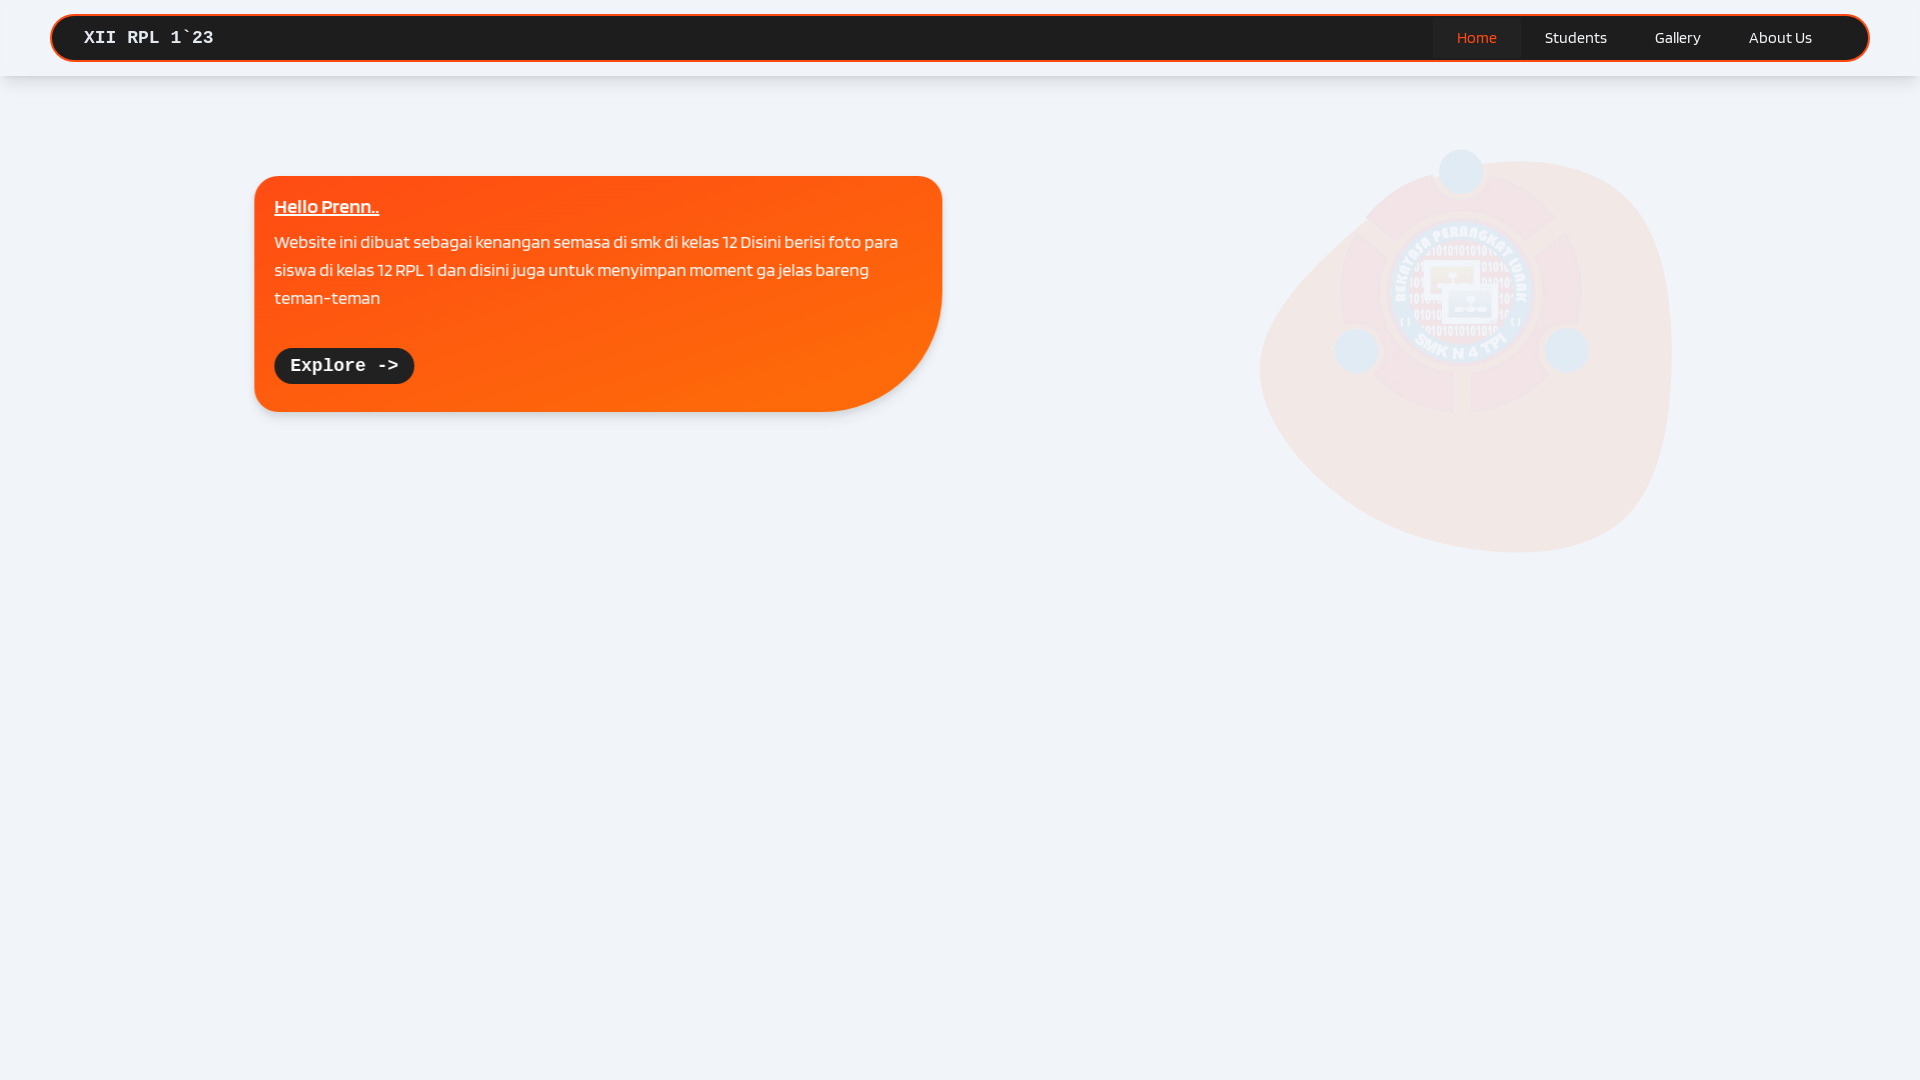 XII RPL 1`23
Home
Students
Gallery
About Us
Hello Prenn..
Website ini dibuat sebagai kenangan semasa di smk di kelas 12 Disini berisi foto para
siswa di kelas 12 RPL 1 dan disini juga untuk menyimpan moment ga jelas bareng
teman-teman
Explore ->
REKAYASA PERANGKAT LUNAK
SMK N 4 TPI